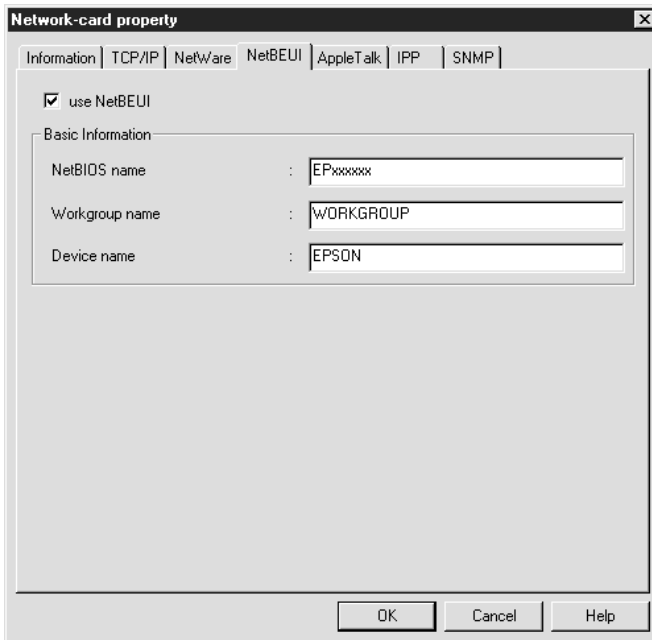 Network-card property
Information TCP/IP NetWare NetBEUI AppleTalk IPP SNMP
use NetBEUI
Basic Information
NetBIOS name : EPxxxxxx
Workgroup name : WORKGROUP
Device name : EPSON
OK Cancel Help